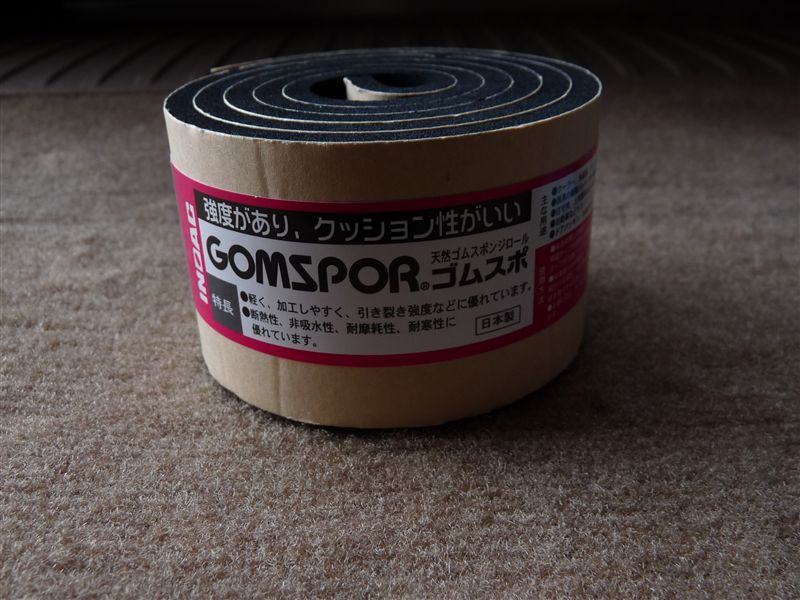 INOAC
強度があり、クッション性がいい
天然ゴムスポンジロール
GOMSPOR® ゴムスポ
特長
●軽く、加工しやすく、引き裂き強度などに優れています。
●断熱性、非吸水性、耐摩耗性、耐寒性に
優れています。
日本製
主な用途